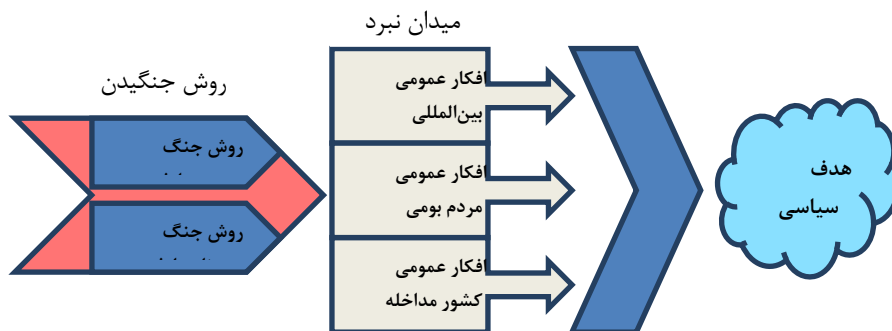 میدان نبرد
روش جنگیدن
افکار عمومی
بین‌المللی
افکار عمومی
مردم بومی
افکار عمومی
کشور مداخله
روش جنگ
روش جنگ
هدف
سیاسی